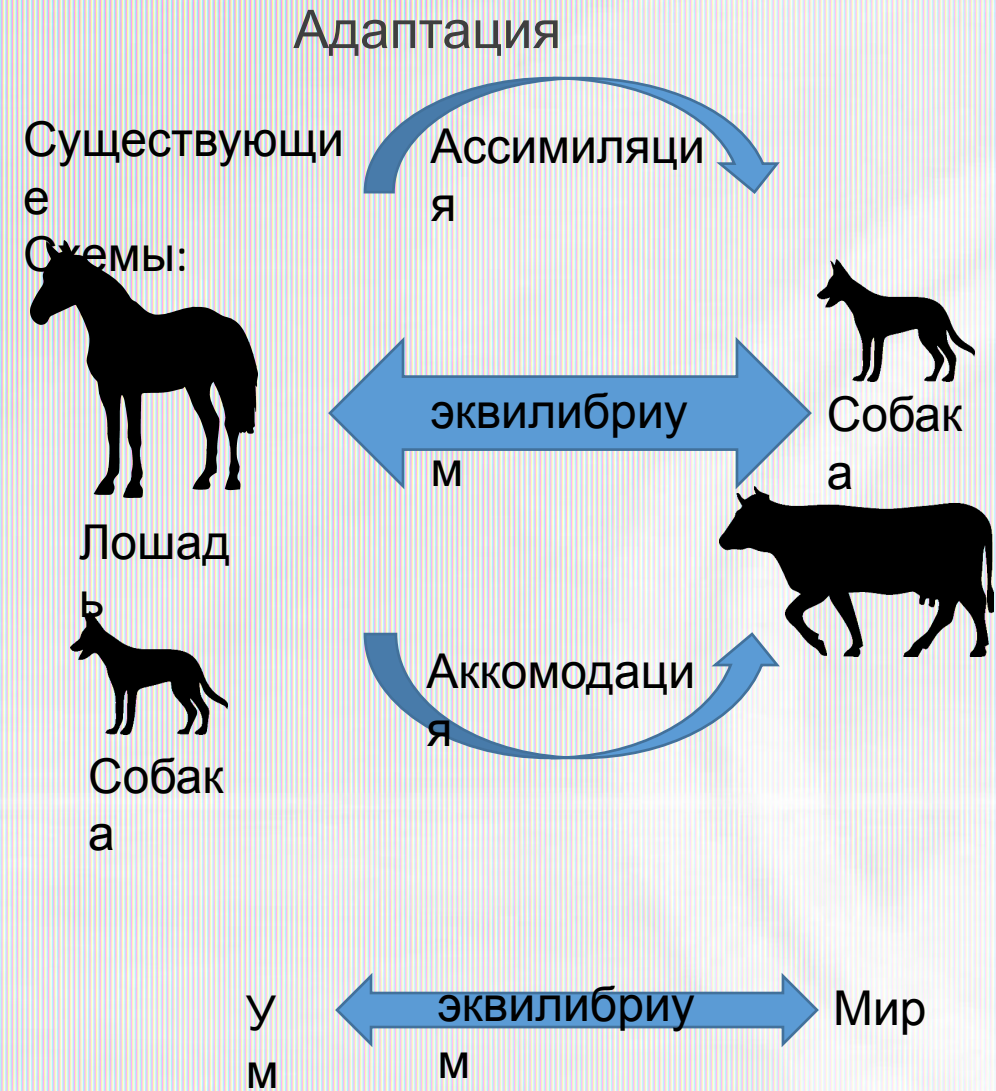 Адаптация
Существующи
е
Схемы:
Ассимиляци
я
эквилибриу
м
Собак
а
Лошад
ь
Аккомодаци
я
Собак
а
У
м
эквилибриу
м
Мир